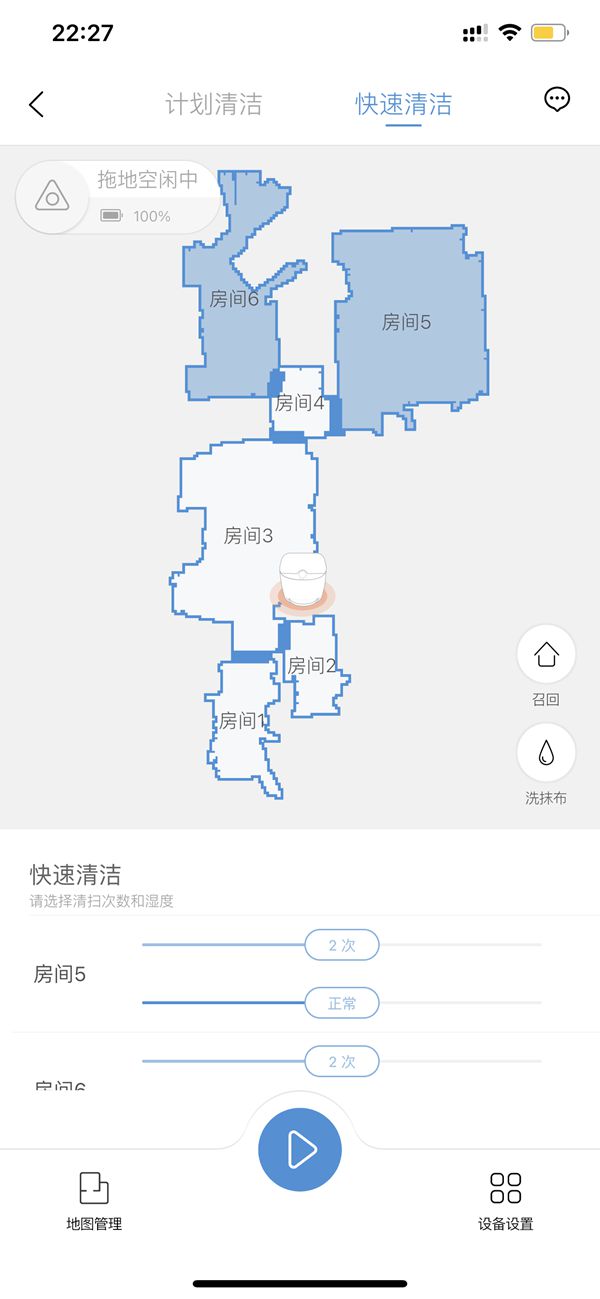 22:27
计划清洁
快速清洁
拖地空闲中
100%
房间6
房间5
房间4
房间3
房间2
房间1
召回
洗抹布
快速清洁
请选择清扫次数和湿度
2 次
房间5
正常
2 次
房间6
地图管理
设备设置